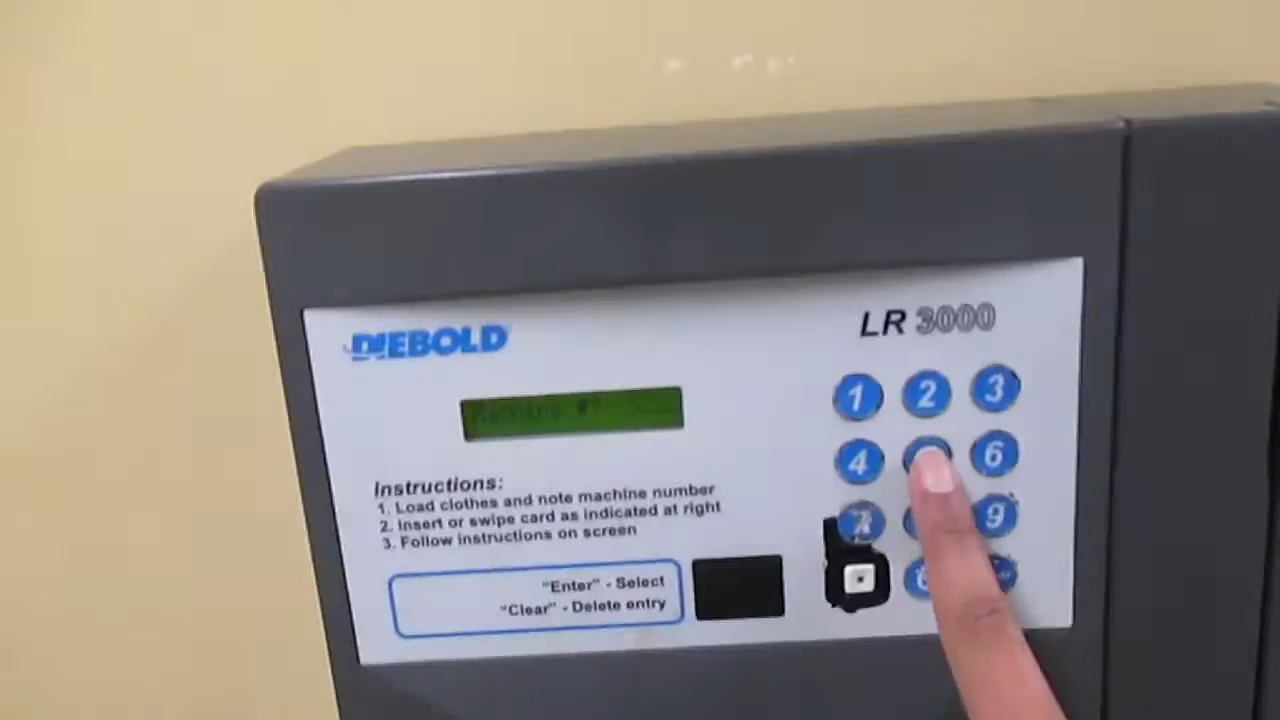 DIEBOLD
LR 3000
1 2 3
Machine #?
4 6
Instructions:
1. Load clothes and note machine number
2. Insert or swipe card as indicated at right
3. Follow instructions on screen
9
"Enter" - Select
"Clear" - Delete entry